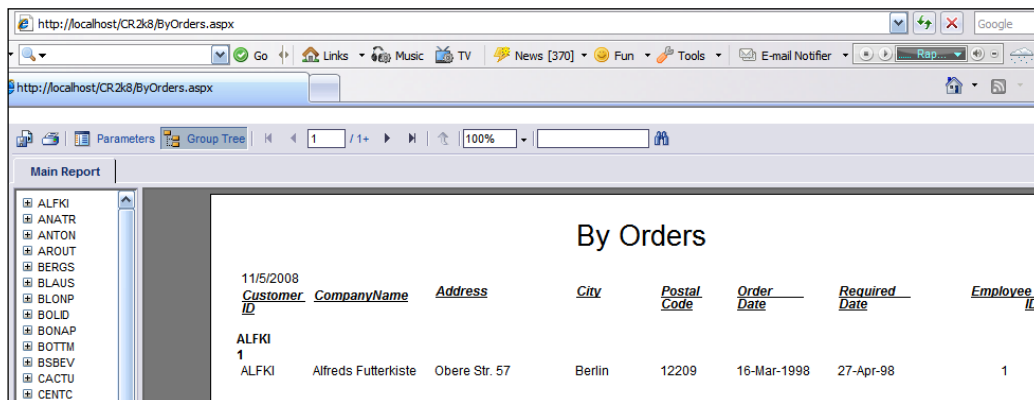 http://localhost/CR2k8/ByOrders.aspx Google
Go Links Music TV News [370] Fun Tools E-mail Notifier Rap...
http://localhost/CR2k8/ByOrders.aspx
Parameters Group Tree 1 / 1+ 100%
Main Report
ALFKI
ANATR
ANTON
AROUT
BERGS
BLAUS
BLONP
BOLID
BONAP
BOTTM
BSBEV
CACTU
CENTC
By Orders
11/5/2008
Customer ID CompanyName Address City Postal Code Order Date Required Date Employee ID
ALFKI
1
ALFKI Alfreds Futterkiste Obere Str. 57 Berlin 12209 16-Mar-1998 27-Apr-98 1